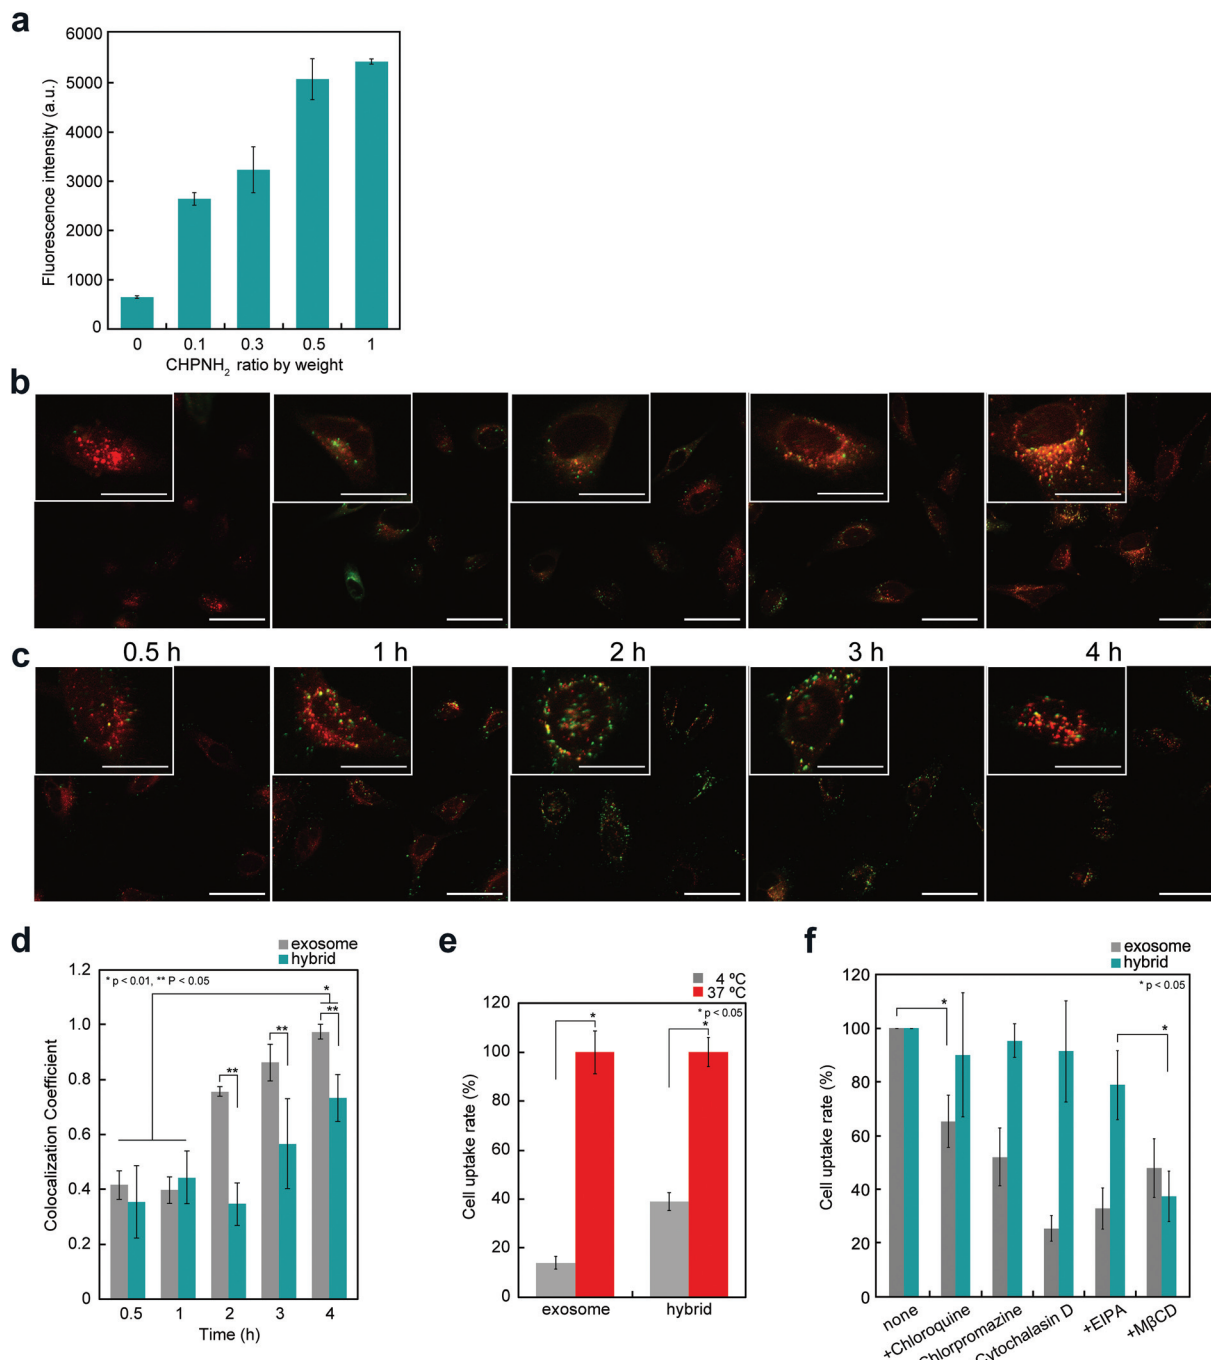 a
6000
5000
4000
3000
2000
1000
0
Fluorescence intensity (a.u.)
0 0.1 0.3 0.5 1
CHPNH2 ratio by weight
b
c
0.5 h 1 h 2 h 3 h 4 h
d
exosome
hybrid
* p < 0.01, ** P < 0.05
*
**
**
**
1.2
1.0
0.8
0.6
0.4
0.2
0
Colocalization Coefficient
0.5 1 2 3 4
Time (h)
e
4 ºC
37 ºC
* p < 0.05
*
*
120
100
80
60
40
20
0
Cell uptake rate (%)
exosome hybrid
f
exosome
hybrid
* p < 0.05
*
*
120
100
80
60
40
20
0
Cell uptake rate (%)
none
+Chloroquine
Chlorpromazine
Cytochalasin D
+EIPA
+MβCD